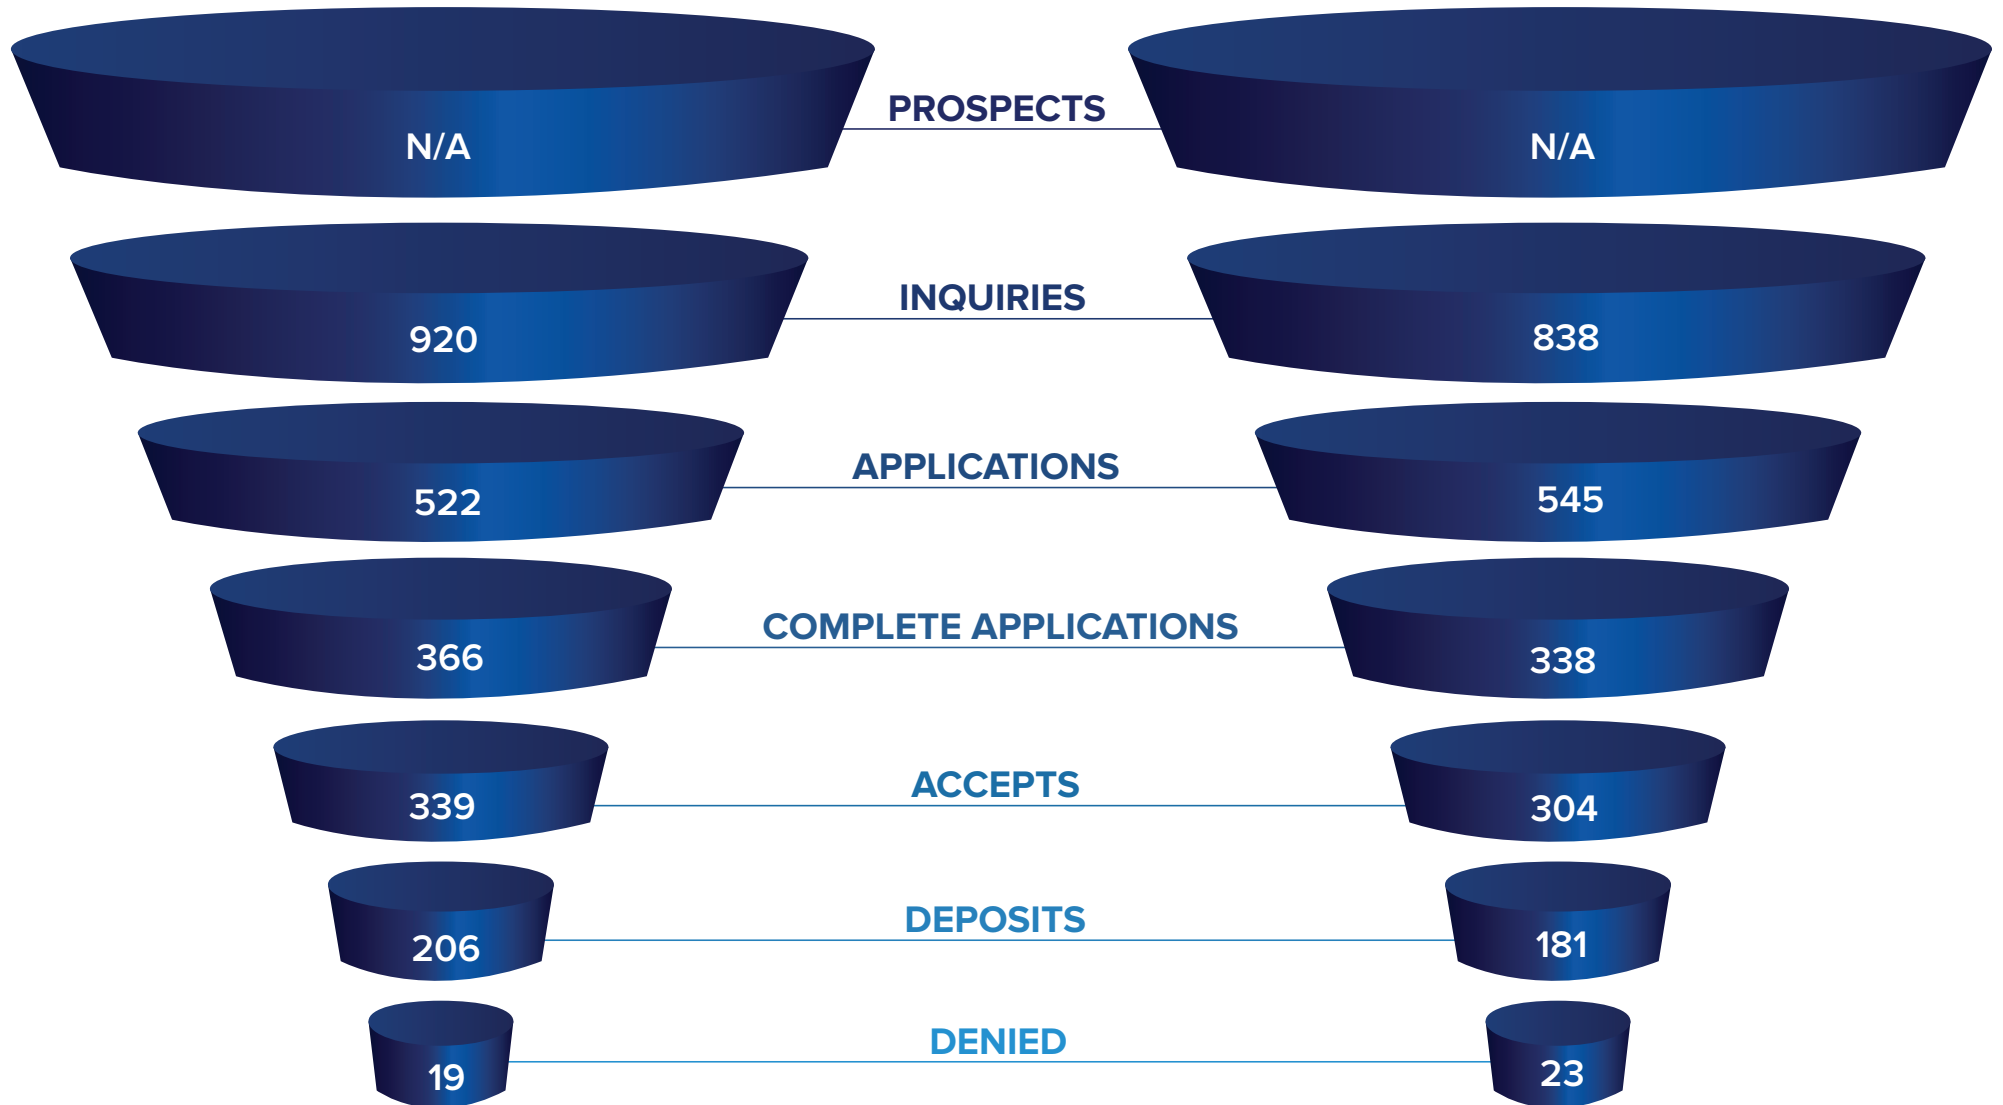 PROSPECTS
N/A
N/A
INQUIRIES
920
838
APPLICATIONS
522
545
COMPLETE APPLICATIONS
366
338
ACCEPTS
339
304
DEPOSITS
206
181
DENIED
19
23